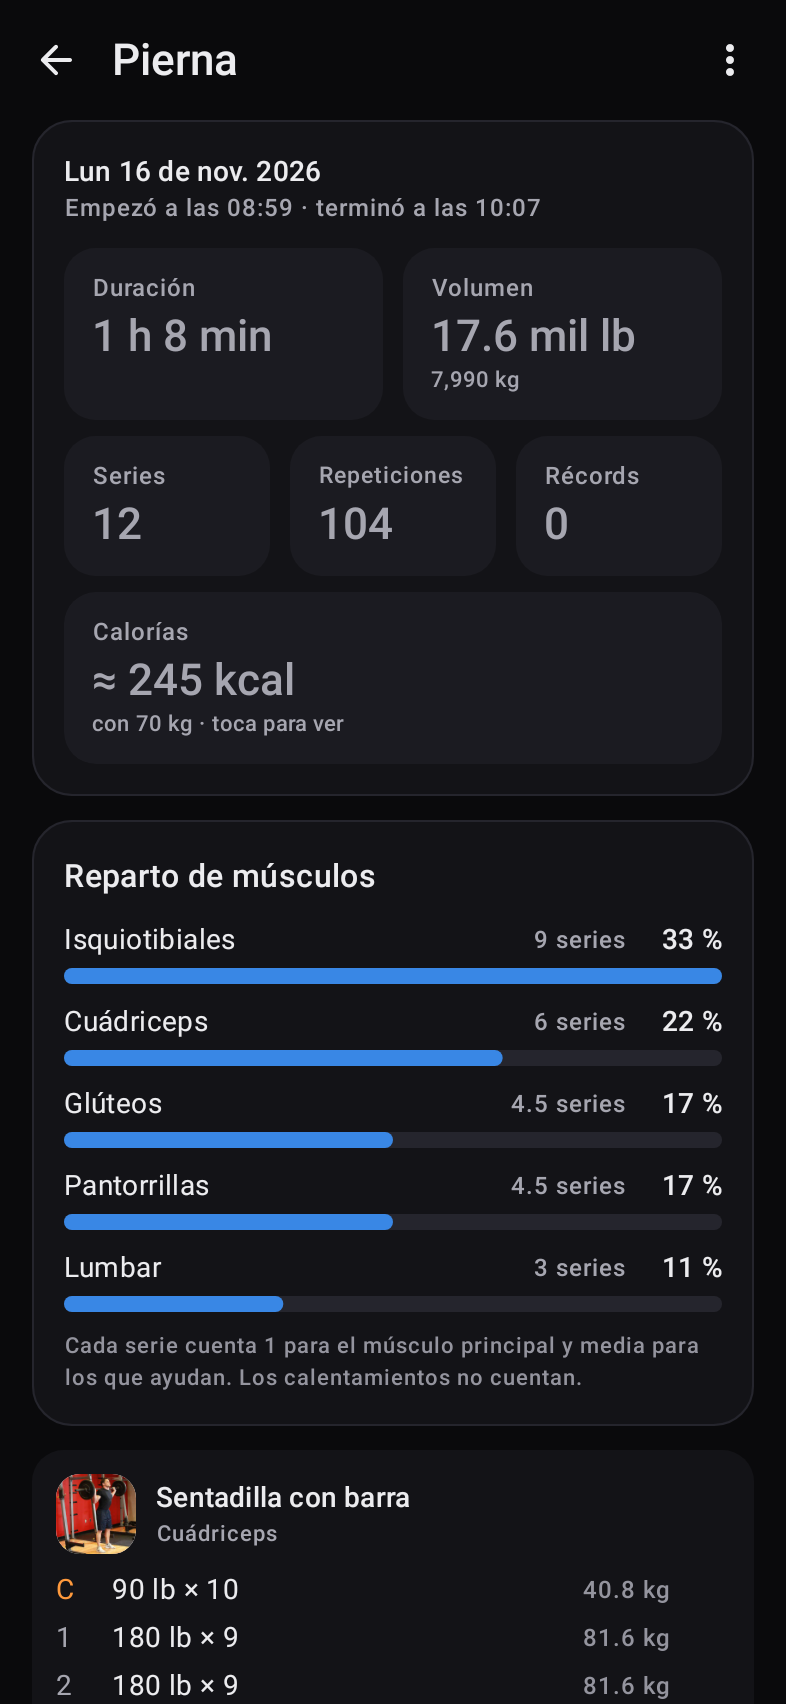 Pierna
Lun 16 de nov. 2026
Empezó a las 08:59 · terminó a las 10:07
Duración
1 h 8 min
Volumen
17.6 mil lb
7,990 kg
Series
12
Repeticiones
104
Récords
0
Calorías
≈ 245 kcal
con 70 kg · toca para ver
Reparto de músculos
Isquiotibiales 9 series 33 %
Cuádriceps 6 series 22 %
Glúteos 4.5 series 17 %
Pantorrillas 4.5 series 17 %
Lumbar 3 series 11 %
Cada serie cuenta 1 para el músculo principal y media para
los que ayudan. Los calentamientos no cuentan.
Sentadilla con barra
Cuádriceps
C 90 lb × 10 40.8 kg
1 180 lb × 9 81.6 kg
2 180 lb × 9 81.6 kg